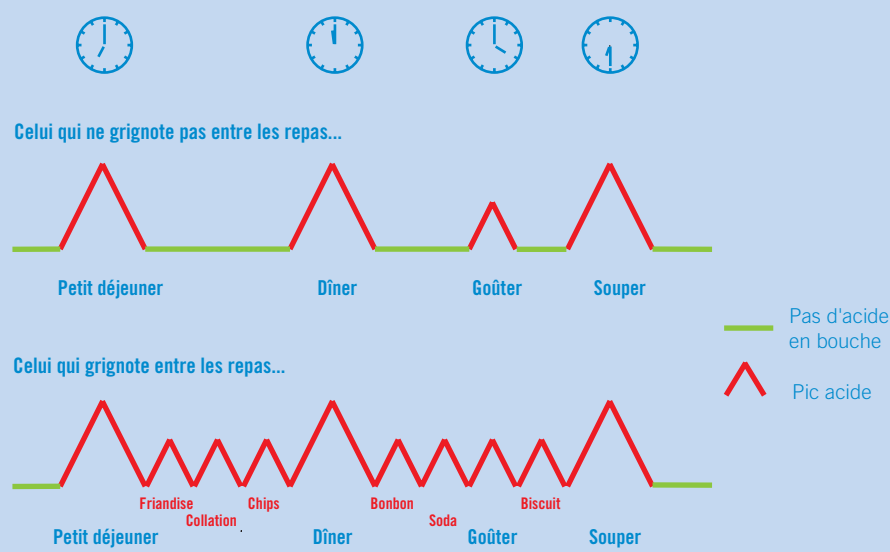 Celui qui ne grignote pas entre les repas...
Petit déjeuner Dîner Goûter Souper
Pas d'acide
en bouche
Celui qui grignote entre les repas...
Pic acide
Friandise Chips Bonbon Biscuit
Collation Soda
Petit déjeuner Dîner Goûter Souper